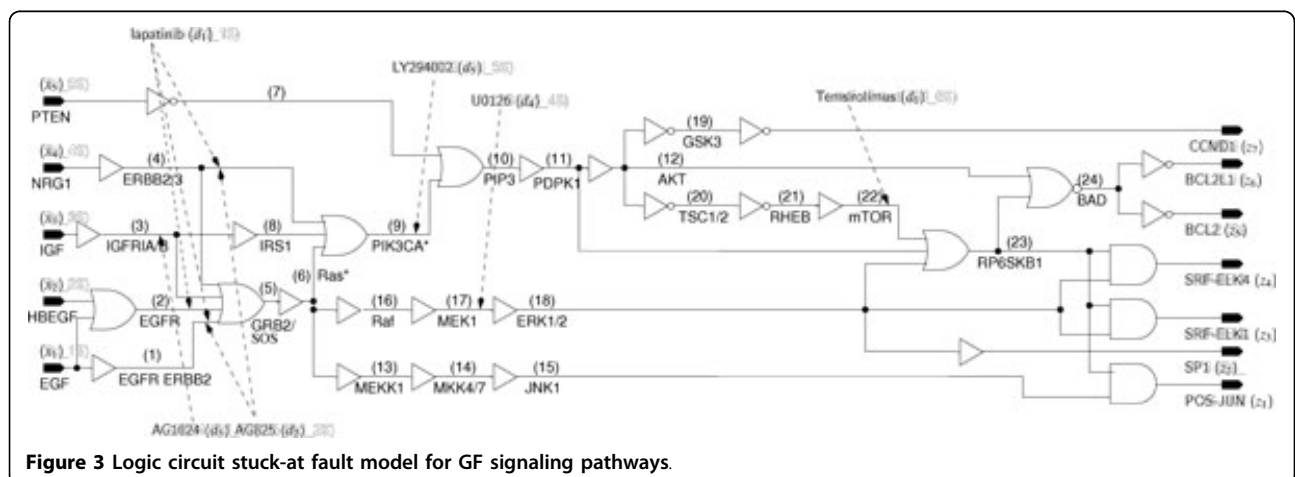 lapatinib (d₁)
LY294002 (d₅)
U0126 (d₄)
Temsirolimus (d₆)
PTEN
(7)
NRG1
(4)
ERBB2/3
IGF
(3)
IGFRIA/B
(8)
IRS1
HBEGF
(2)
EGFR
(5)
GRB2/
SOS
(6)
Ras*
EGF
(1)
EGFR ERBB2
(9)
PIK3CA*
(10)
PIP3
(11)
PDPK1
(12)
AKT
(19)
GSK3
(20)
TSC1/2
(21)
RHEB
(22)
mTOR
(23)
RP6SKB1
(24)
BAD
(16)
Raf
(17)
MEK1
(18)
ERK1/2
(13)
MEKK1
(14)
MKK4/7
(15)
JNK1
CCND1 (z₇)
BCL2L1 (z₆)
BCL2 (z₅)
SRF-ELK4 (z₄)
SRF-ELK1 (z₃)
SP1 (z₂)
POS-JUN (z₁)
AG1024 (d₃) AG825 (d₂)
Figure 3 Logic circuit stuck-at fault model for GF signaling pathways.